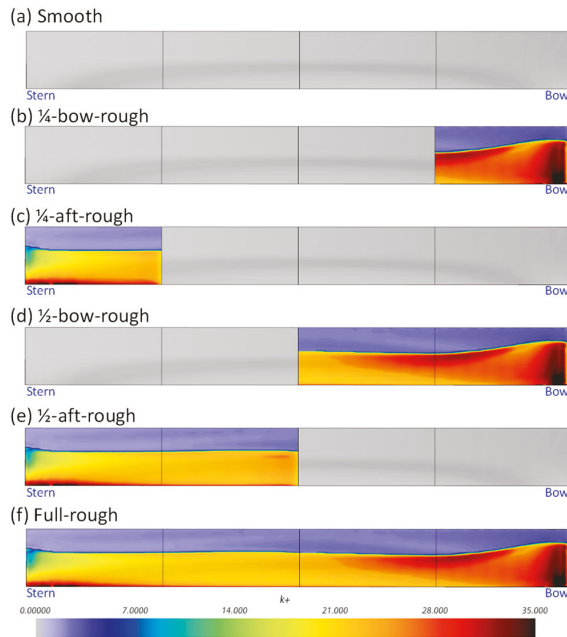 (a) Smooth
Stern Bow
(b) ¼-bow-rough
Stern Bow
(c) ¼-aft-rough
Stern Bow
(d) ½-bow-rough
Stern Bow
(e) ½-aft-rough
Stern Bow
(f) Full-rough
Stern Bow
k+
0.00000 7.0000 14.000 21.000 28.000 35.000